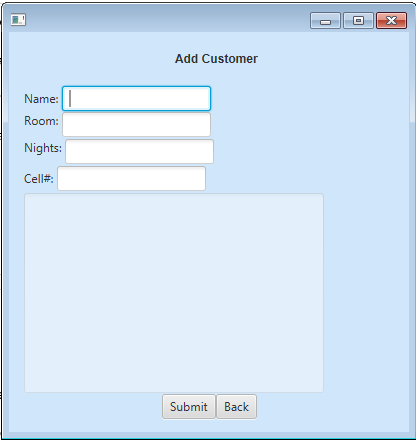 Add Customer
Name:
Room:
Nights:
Cell#:
Submit Back